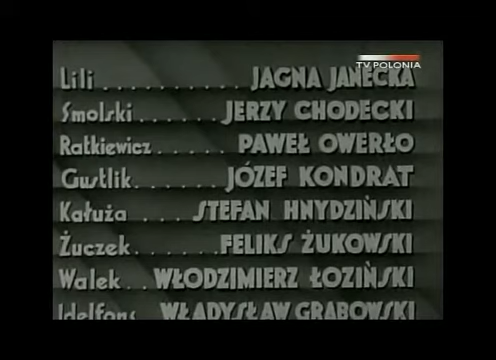 TV POLONIA
Lili . . . . . . . . . . JAGNA JANECKA
Smolski . . . . . . JERZY CHODECKI
Ratkiewicz . . . . . PAWEŁ OWERŁO
Gustlik . . . . . . JÓZEF KONDRAT
Kałuża . . . . STEFAN HNYDZIŃSKI
Żuczek . . . . . . FELIKS ŻUKOWSKI
Walek . . WŁODZIMIERZ ŁOZIŃSKI
Idelfons WŁADYSŁAW GRABOWSKI